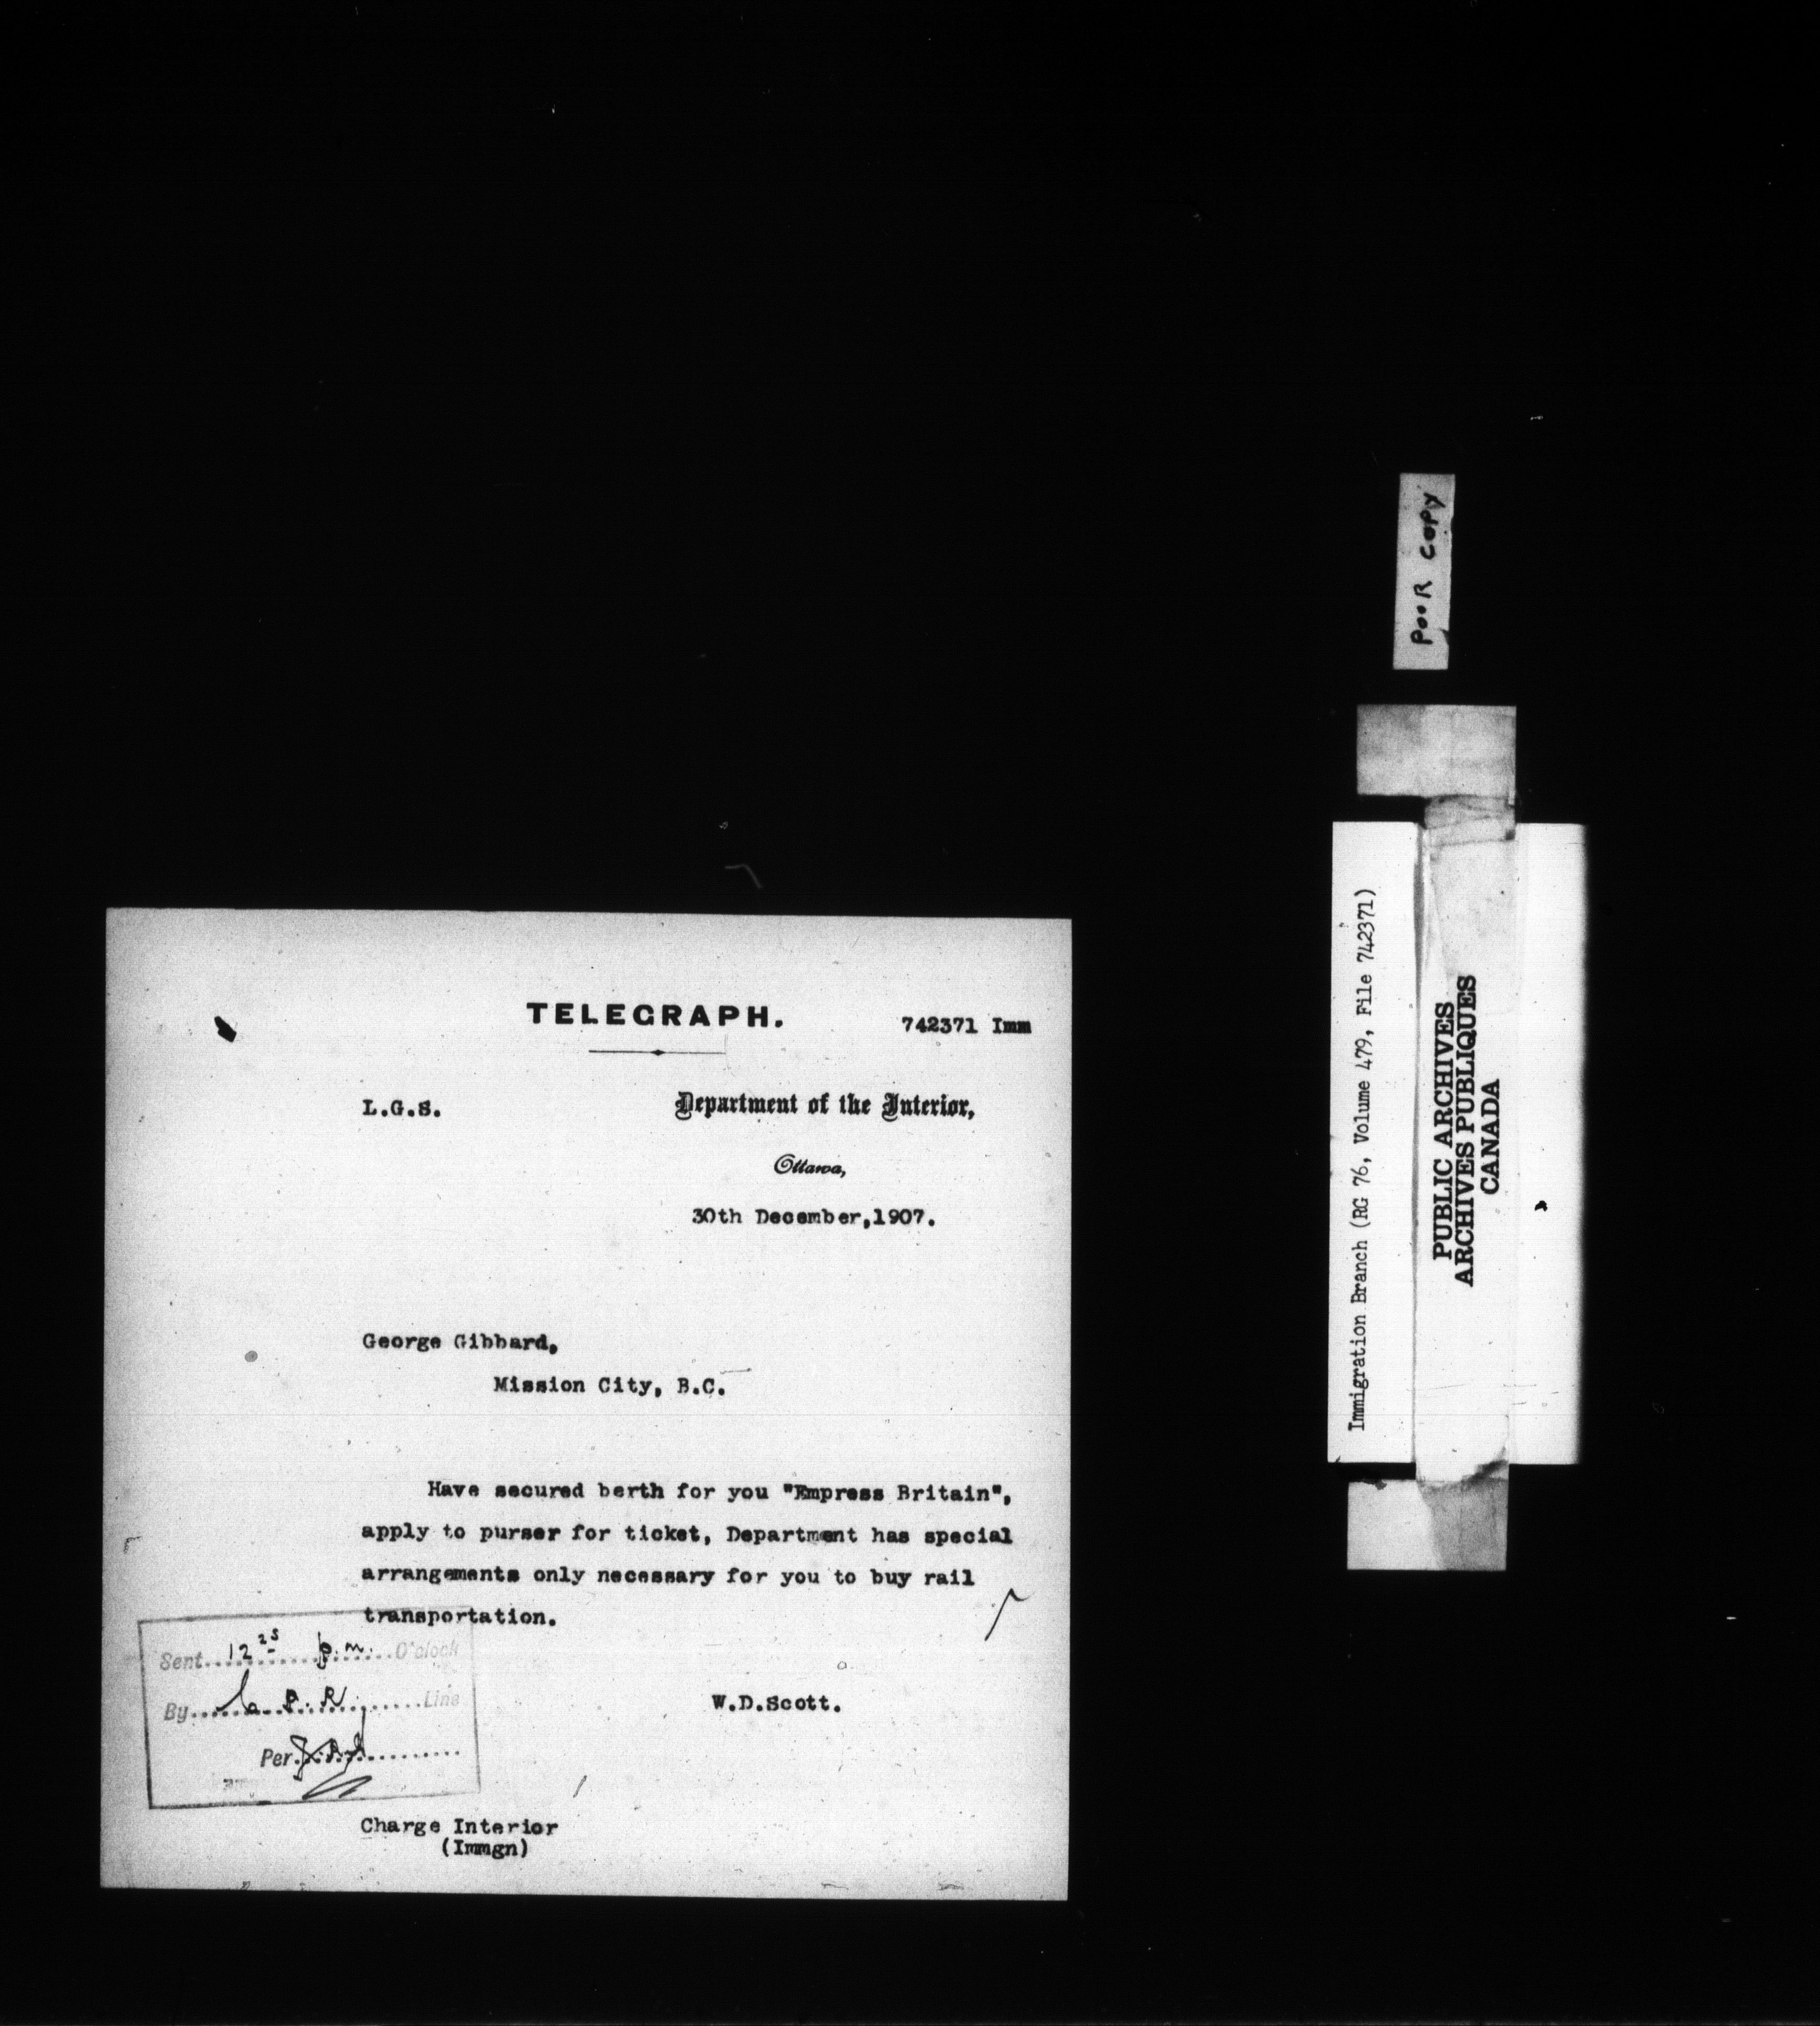 TELEGRAPH.
742371 Imm
L.G.S.
Department of the Interior,
Ottawa,
30th December,1907.
George Gibbard,
Mission City, B.C.
Have secured berth for you "Empress Britain",
apply to purser for ticket, Department has special
arrangements only necessary for you to buy rail
transportation.
Sent 12 25 p.m. O'clock
By C.P.R. Line
Per
W.D.Scott.
Charge Interior
(Immgn)
POOR COPY
Immigration Branch (RG 76, Volume 479, File 742371)
PUBLIC ARCHIVES
ARCHIVES PUBLIQUES
CANADA